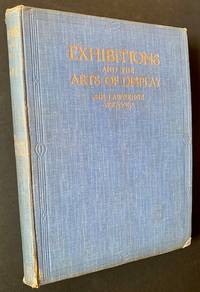 EXHIBITIONS
AND THE
ARTS OF DISPLAY
SIR LAWRENCE
WEAVER